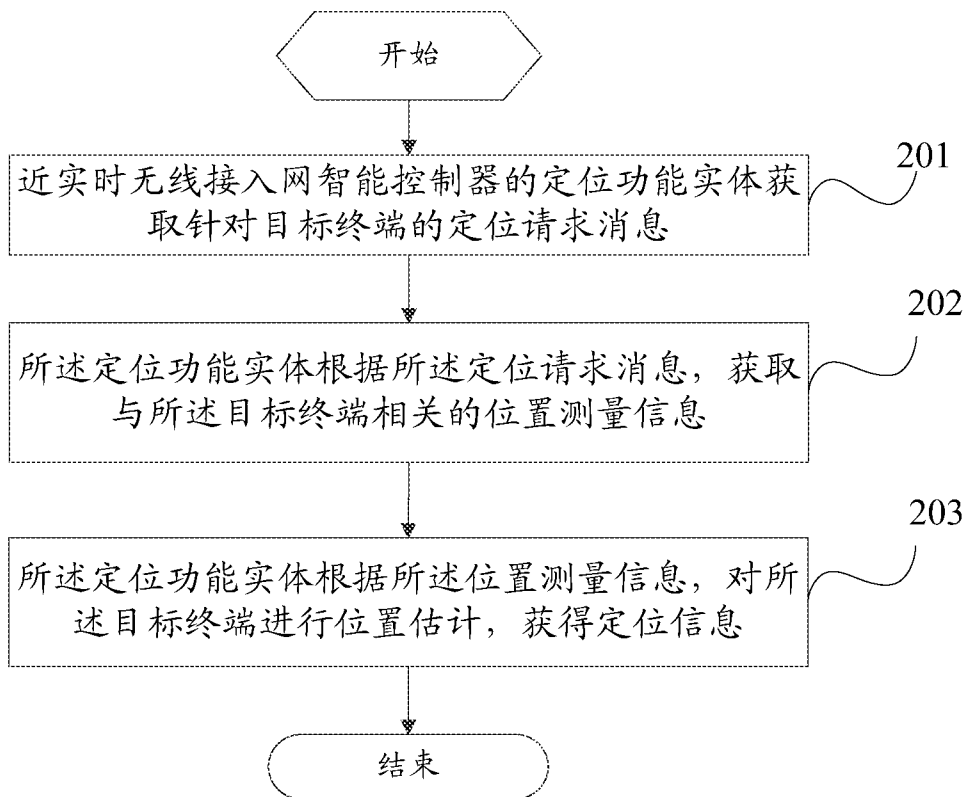 开始
近实时无线接入网智能控制器的定位功能实体获
取针对目标终端的定位请求消息
201
所述定位功能实体根据所述定位请求消息，获取
与所述目标终端相关的位置测量信息
202
所述定位功能实体根据所述位置测量信息，对所
述目标终端进行位置估计，获得定位信息
203
结束